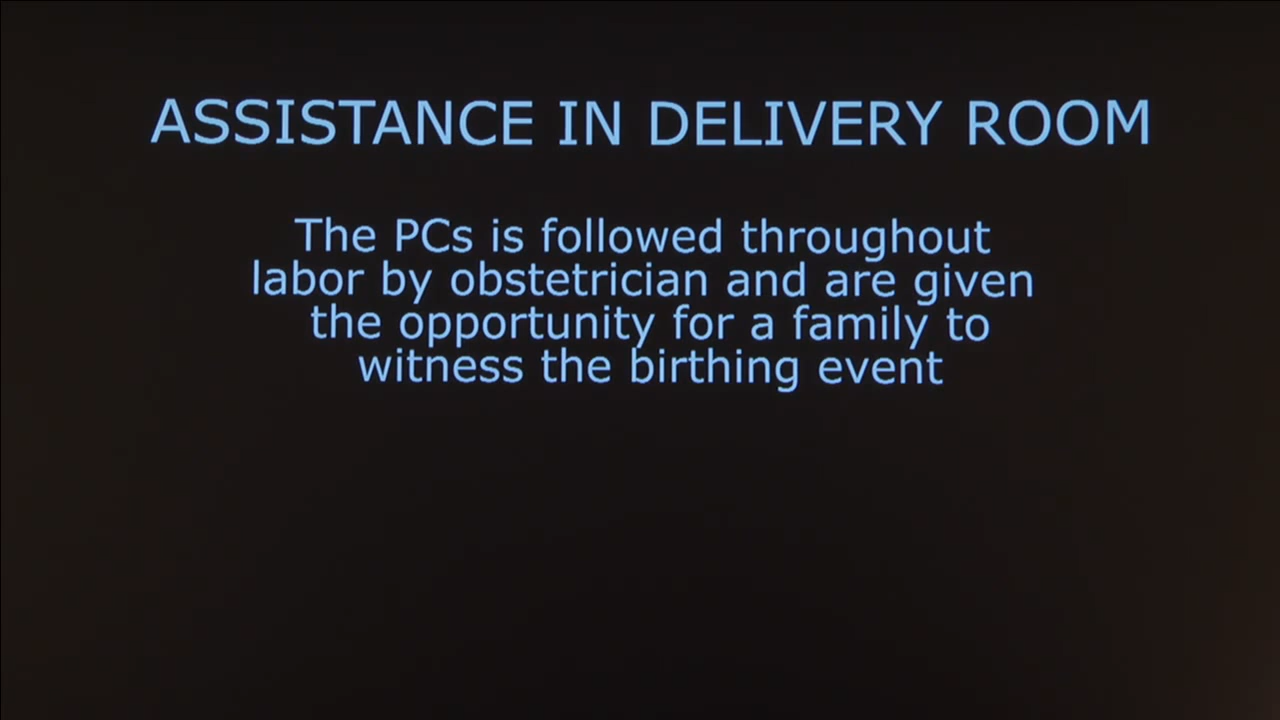 ASSISTANCE IN DELIVERY ROOM
The PCs is followed throughout
labor by obstetrician and are given
the opportunity for a family to
witness the birthing event